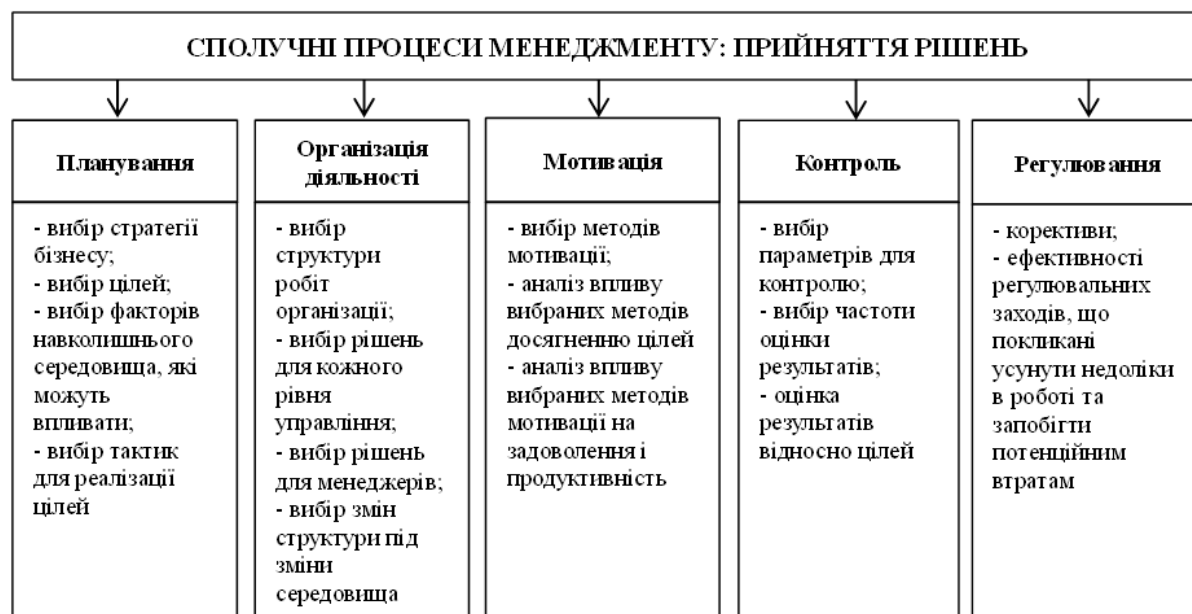 СПОЛУЧНІ ПРОЦЕСИ МЕНЕДЖМЕНТУ: ПРИЙНЯТТЯ РІШЕНЬ
Планування
- вибір стратегії
бізнесу;
- вибір цілей;
- вибір факторів
навколишнього
середовища, які
можуть
впливати;
- вибір тактик
для реалізації
цілей
Організація
діяльності
- вибір
структури
робіт
організації;
- вибір рішень
для кожного
рівня
управління;
- вибір рішень
для менеджерів;
- вибір змін
структури під
зміни
середовища
Мотивація
- вибір методів
мотивації;
- аналіз впливу
вибраних методів
досягненню цілей
- аналіз впливу
вибраних методів
мотивації на
задоволення і
продуктивність
Контроль
- вибір
параметрів для
контролю;
- вибір частоти
оцінки
результатів;
- оцінка
результатів
відносно цілей
Регулювання
- корективи;
- ефективності
регулювальних
заходів, що
покликані
усунути недоліки
в роботі та
запобігти
потенційним
втратам